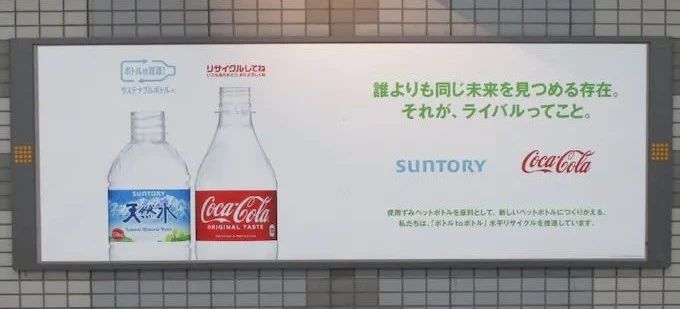 ボトルは資源!
サステナブルボトルへ
リサイクルしてね
SUNTORY
天然水
Natural Mineral Water
Coca-Cola
ORIGINAL TASTE
誰よりも同じ未来を見つめる存在。
それが、ライバルってこと。
SUNTORY
Coca-Cola
使用ずみペットボトルを原料として、新しいペットボトルにつくりかえる。
私たちは、「ボトルtoボトル」水平リサイクルを推進しています。